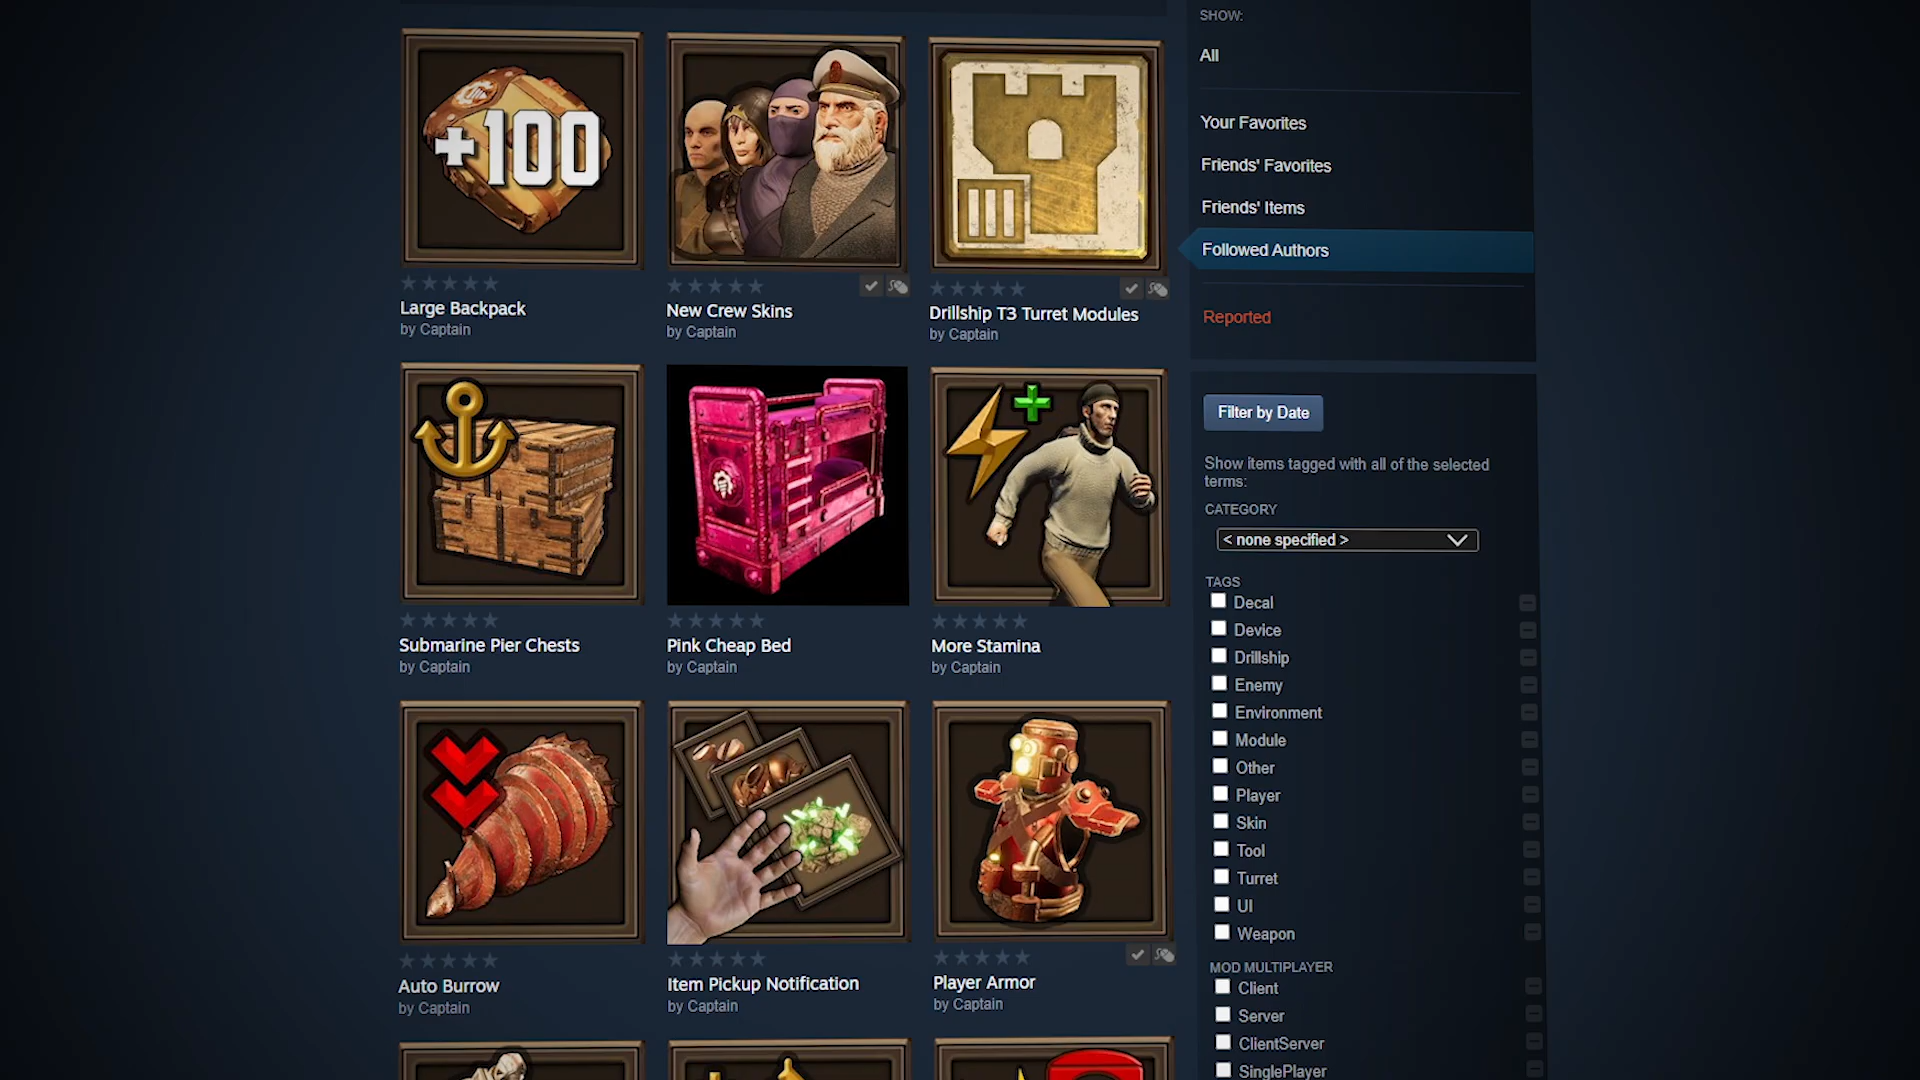 +100
Large Backpack
by Captain
New Crew Skins
by Captain
Drillship T3 Turret Modules
by Captain
Submarine Pier Chests
by Captain
Pink Cheap Bed
by Captain
More Stamina
by Captain
Auto Burrow
by Captain
Item Pickup Notification
by Captain
Player Armor
by Captain
SHOW:
All
Your Favorites
Friends' Favorites
Friends' Items
Followed Authors
Reported
Filter by Date
Show items tagged with all of the selected
terms:
CATEGORY
< none specified >
TAGS
Decal
Device
Drillship
Enemy
Environment
Module
Other
Player
Skin
Tool
Turret
UI
Weapon
MOD MULTIPLAYER
Client
Server
ClientServer
SinglePlayer